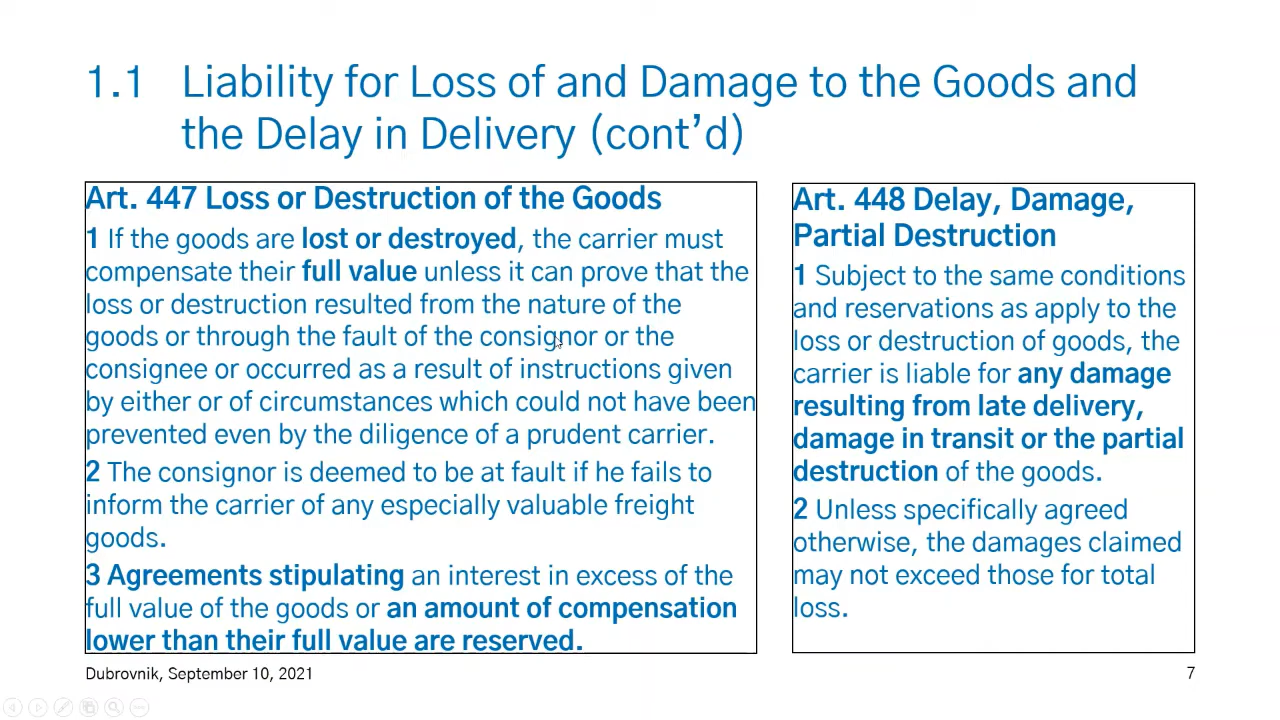 1.1 Liability for Loss of and Damage to the Goods and
the Delay in Delivery (cont’d)
Art. 447 Loss or Destruction of the Goods
1 If the goods are lost or destroyed, the carrier must
compensate their full value unless it can prove that the
loss or destruction resulted from the nature of the
goods or through the fault of the consignor or the
consignee or occurred as a result of instructions given
by either or of circumstances which could not have been
prevented even by the diligence of a prudent carrier.
2 The consignor is deemed to be at fault if he fails to
inform the carrier of any especially valuable freight
goods.
3 Agreements stipulating an interest in excess of the
full value of the goods or an amount of compensation
lower than their full value are reserved.
Art. 448 Delay, Damage,
Partial Destruction
1 Subject to the same conditions
and reservations as apply to the
loss or destruction of goods, the
carrier is liable for any damage
resulting from late delivery,
damage in transit or the partial
destruction of the goods.
2 Unless specifically agreed
otherwise, the damages claimed
may not exceed those for total
loss.
Dubrovnik, September 10, 2021
7